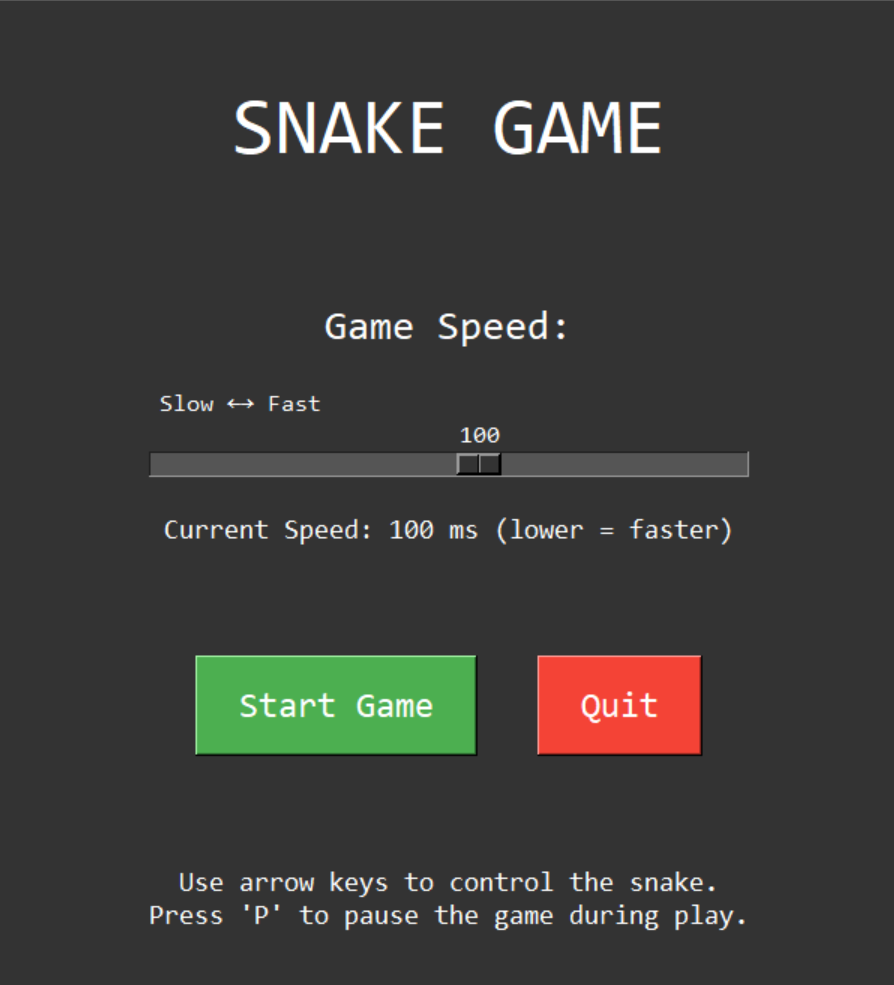 SNAKE GAME
Game Speed:
Slow ↔ Fast
100
Current Speed: 100 ms (lower = faster)
Start Game
Quit
Use arrow keys to control the snake.
Press 'P' to pause the game during play.